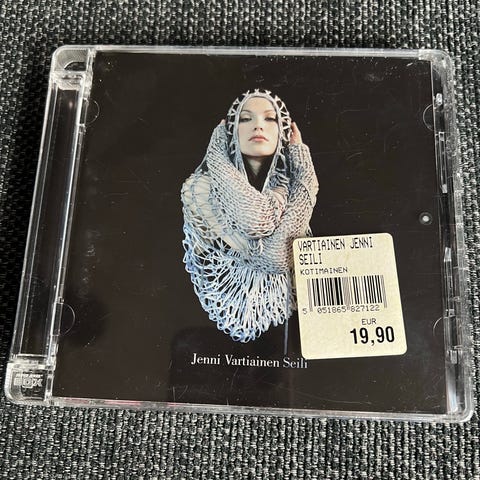 VARTIAINEN JENNI
SEILI
KOTIMAINEN
5 051865 827122
EUR
19,90
Jenni Vartiainen Seili